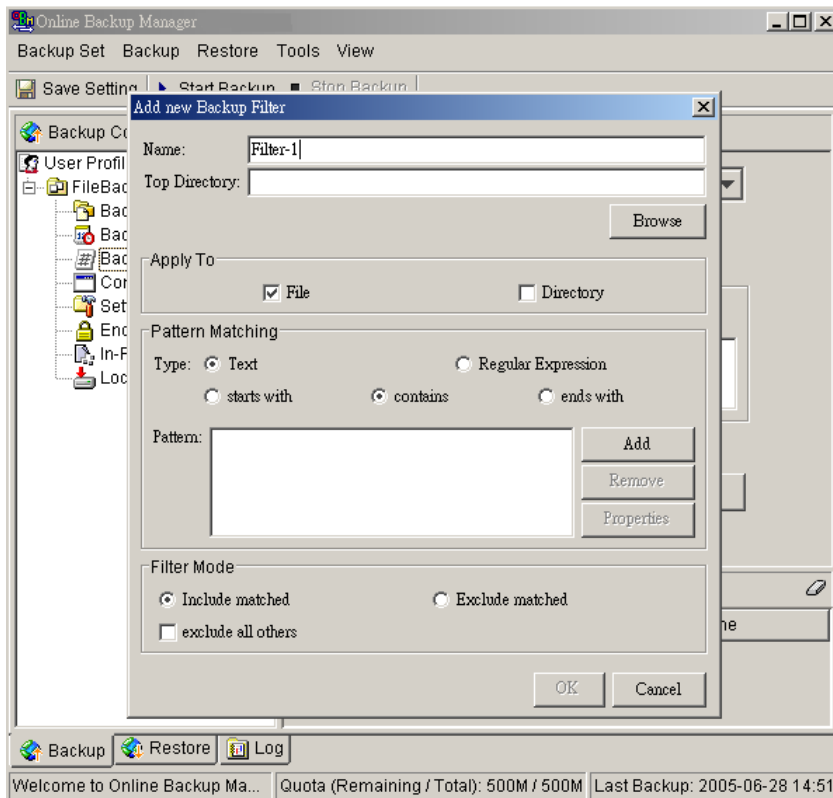 Online Backup Manager
Backup Set Backup Restore Tools View
Save Setting Start Backup Stop Backup
Add new Backup Filter
Backup Co
Name: Filter-1
User Profil
Top Directory:
FileBac
Browse
Bac
Bac
Bac
Apply To
Cor
File Directory
Set
Enc
Pattern Matching
In-F
Type: Text Regular Expression
Loc
starts with contains ends with
Pattern:
Add
Remove
Properties
Filter Mode
Include matched Exclude matched
exclude all others
ne
OK Cancel
Backup Restore Log
Welcome to Online Backup Ma... Quota (Remaining / Total): 500M / 500M Last Backup: 2005-06-28 14:51